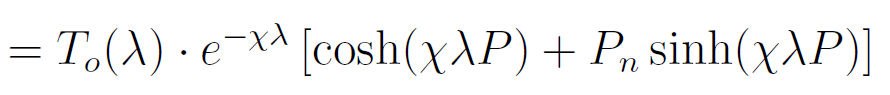 = T_o(λ) · e^{−χλ} [cosh(χλP) + P_n sinh(χλP)]